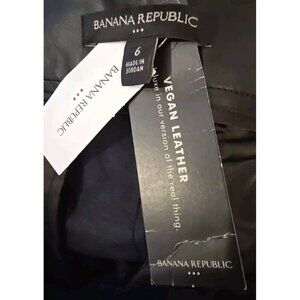 BANANA REPUBLIC
6
MADE IN
JORDAN
BANANA REPUBLIC
VEGAN LEATHER
luxe in our version of the real thing.
BANANA REPUBLIC